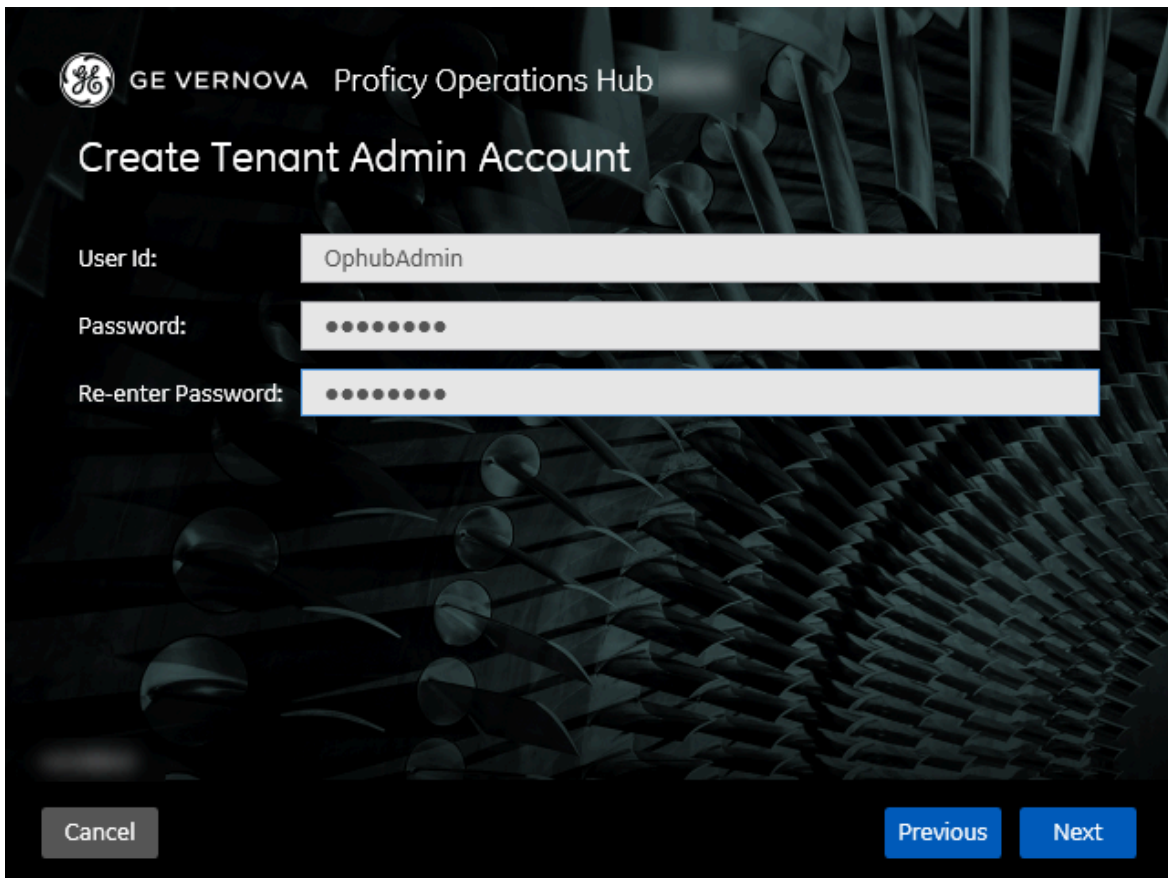 GE VERNOVA Proficy Operations Hub
Create Tenant Admin Account
User Id: OphubAdmin
Password: ●●●●●●●●
Re-enter Password: ●●●●●●●●
Cancel Previous Next